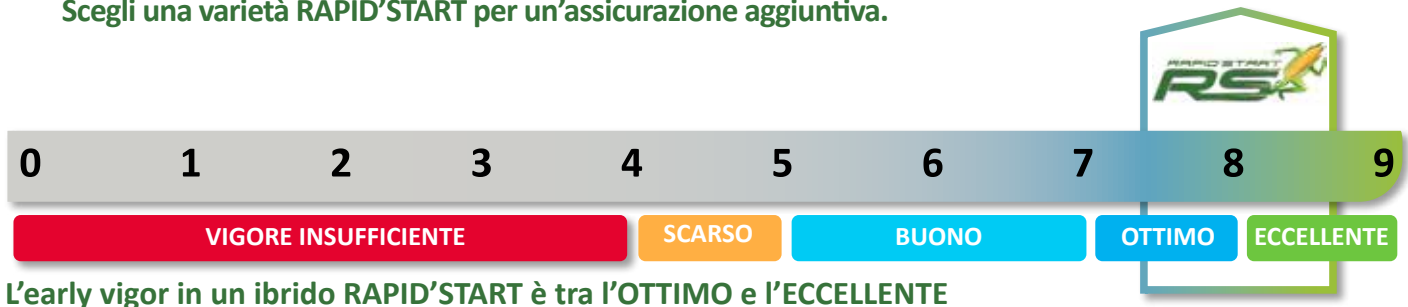 Scegli una varietà RAPID’START per un’assicurazione aggiuntiva.
RAPID START
RS
0 1 2 3 4 5 6 7 8 9
VIGORE INSUFFICIENTE SCARSO BUONO OTTIMO ECCELLENTE
L’early vigor in un ibrido RAPID’START è tra l’OTTIMO e l’ECCELLENTE